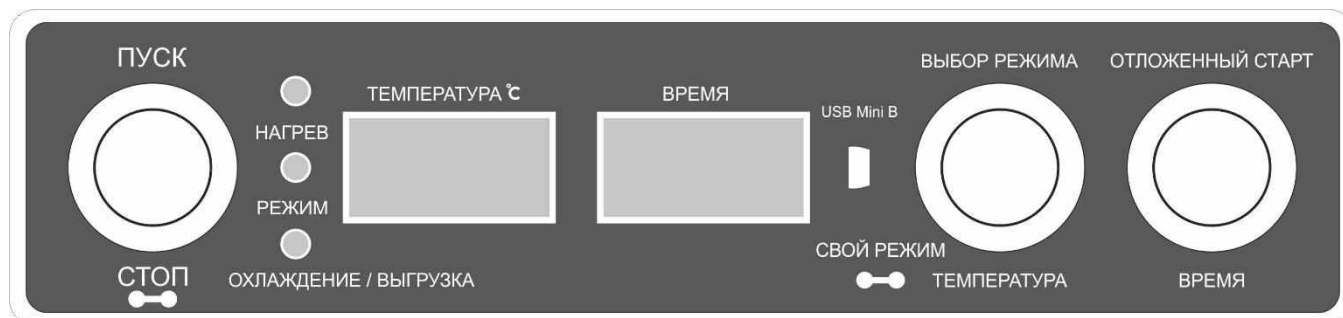 ПУСК
НАГРЕВ
РЕЖИМ
СТОП
ОХЛАЖДЕНИЕ / ВЫГРУЗКА
ТЕМПЕРАТУРА °C
ВРЕМЯ
USB Mini B
СВОЙ РЕЖИМ
ВЫБОР РЕЖИМА
ТЕМПЕРАТУРА
ОТЛОЖЕННЫЙ СТАРТ
ВРЕМЯ